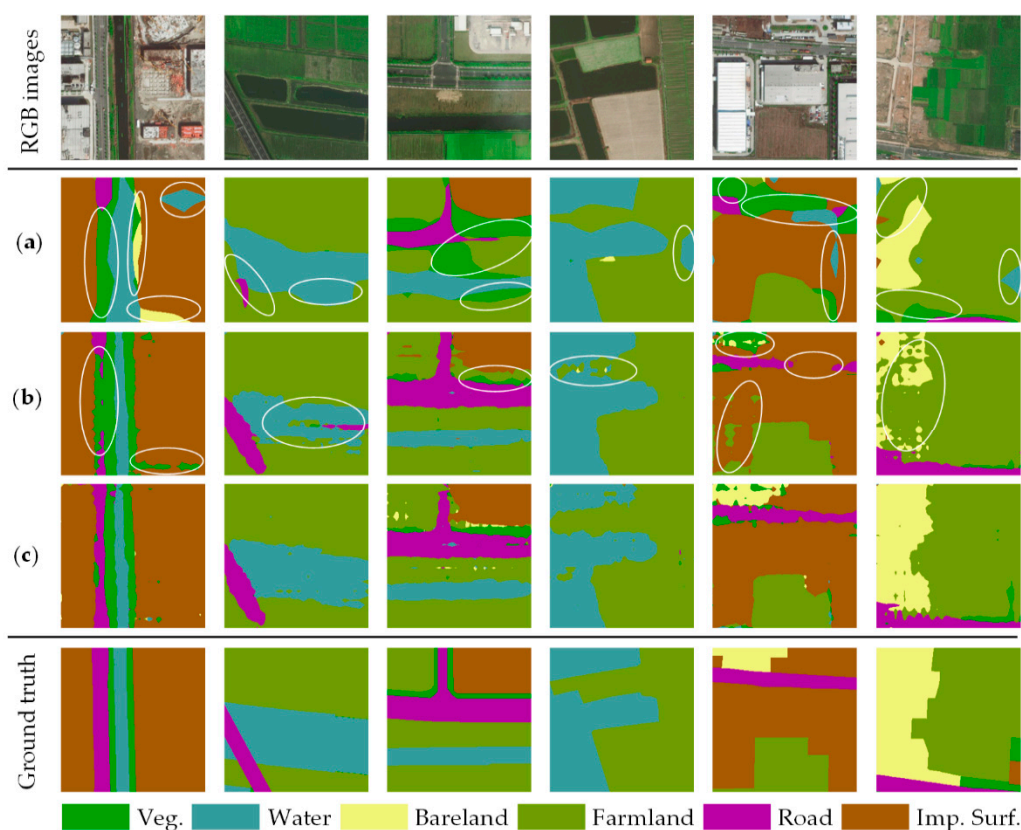 RGB images
(a)
(b)
(c)
Ground truth
Veg. Water Bareland Farmland Road Imp. Surf.